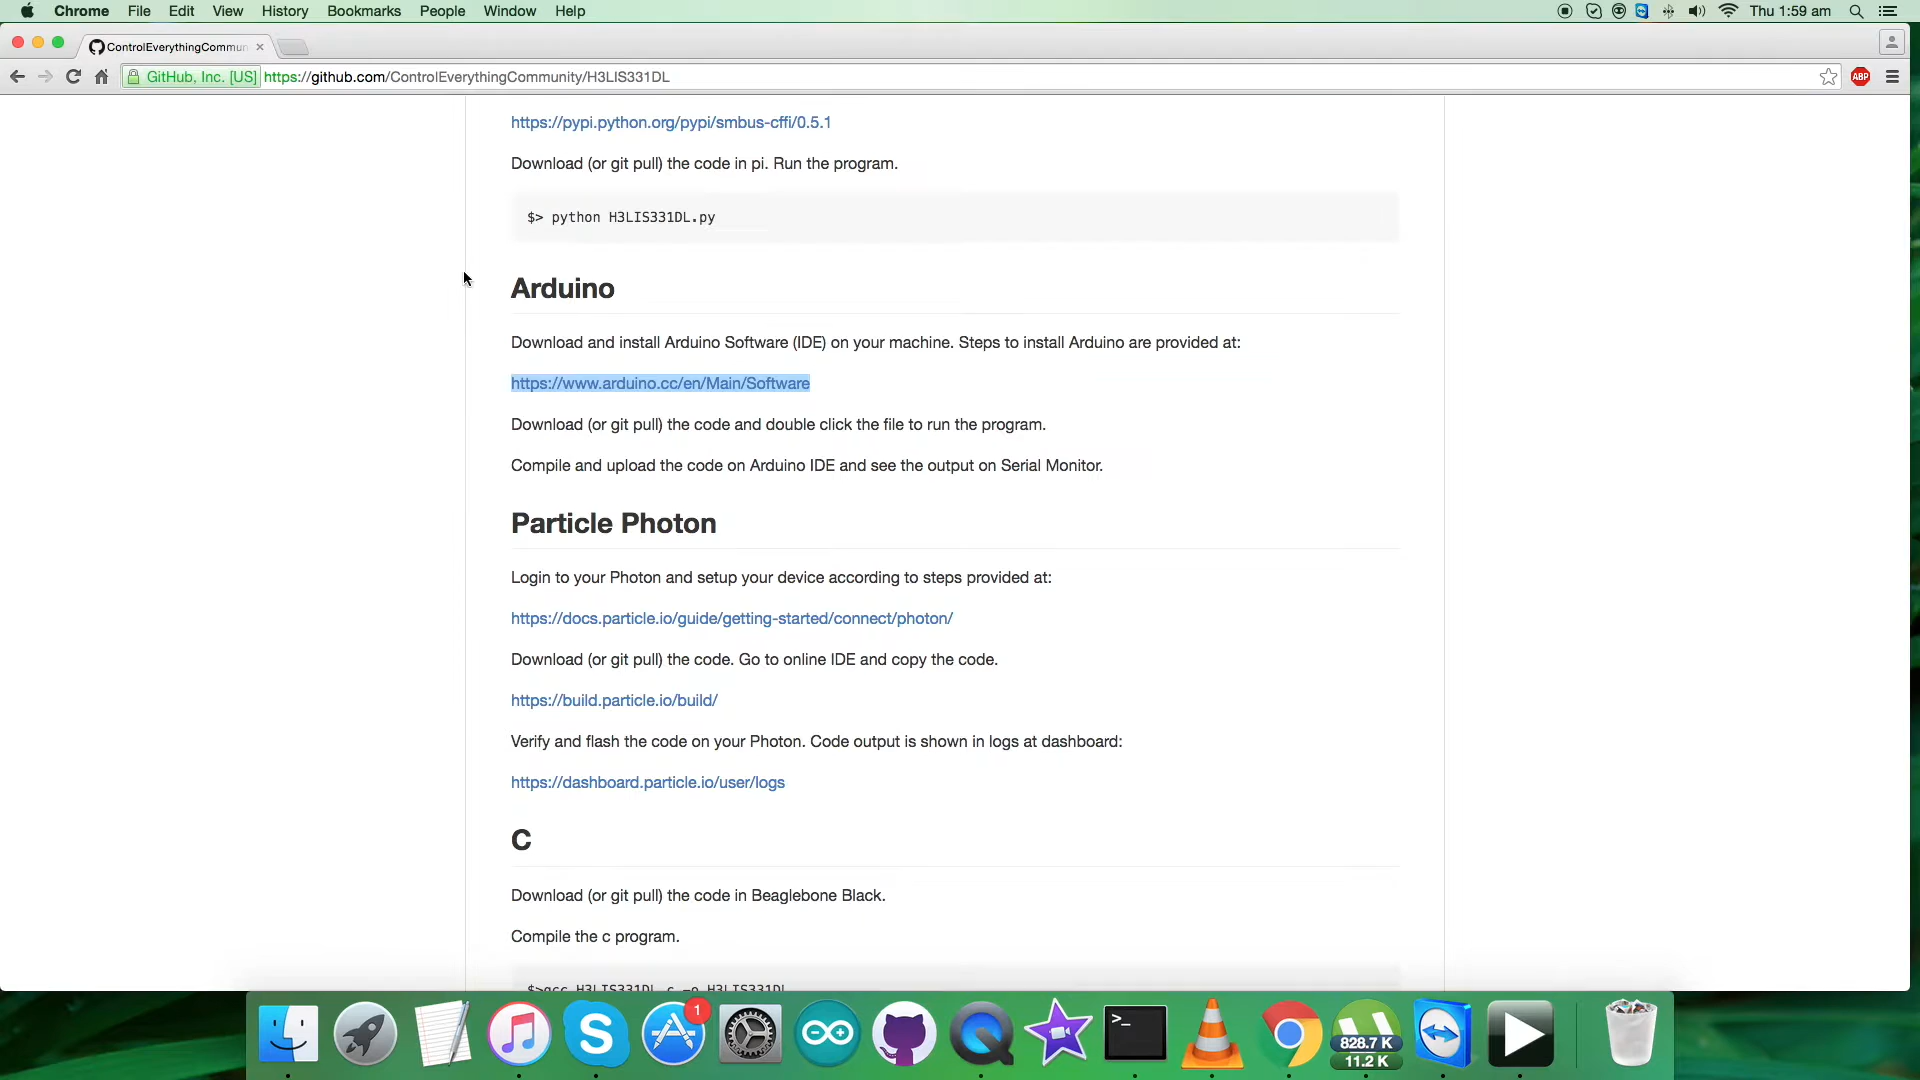 Chrome File Edit View History Bookmarks People Window Help Thu 1:59 am
ControlEverythingCommun
GitHub, Inc. [US] https://github.com/ControlEverythingCommunity/H3LIS331DL
ABP
https://pypi.python.org/pypi/smbus-cffi/0.5.1
Download (or git pull) the code in pi. Run the program.
$> python H3LIS331DL.py
Arduino
Download and install Arduino Software (IDE) on your machine. Steps to install Arduino are provided at:
https://www.arduino.cc/en/Main/Software
Download (or git pull) the code and double click the file to run the program.
Compile and upload the code on Arduino IDE and see the output on Serial Monitor.
Particle Photon
Login to your Photon and setup your device according to steps provided at:
https://docs.particle.io/guide/getting-started/connect/photon/
Download (or git pull) the code. Go to online IDE and copy the code.
https://build.particle.io/build/
Verify and flash the code on your Photon. Code output is shown in logs at dashboard:
https://dashboard.particle.io/user/logs
C
Download (or git pull) the code in Beaglebone Black.
Compile the c program.
$>gcc H3LIS331DL.c -o H3LIS331DL
1
>_
828.7 K
11.2 K